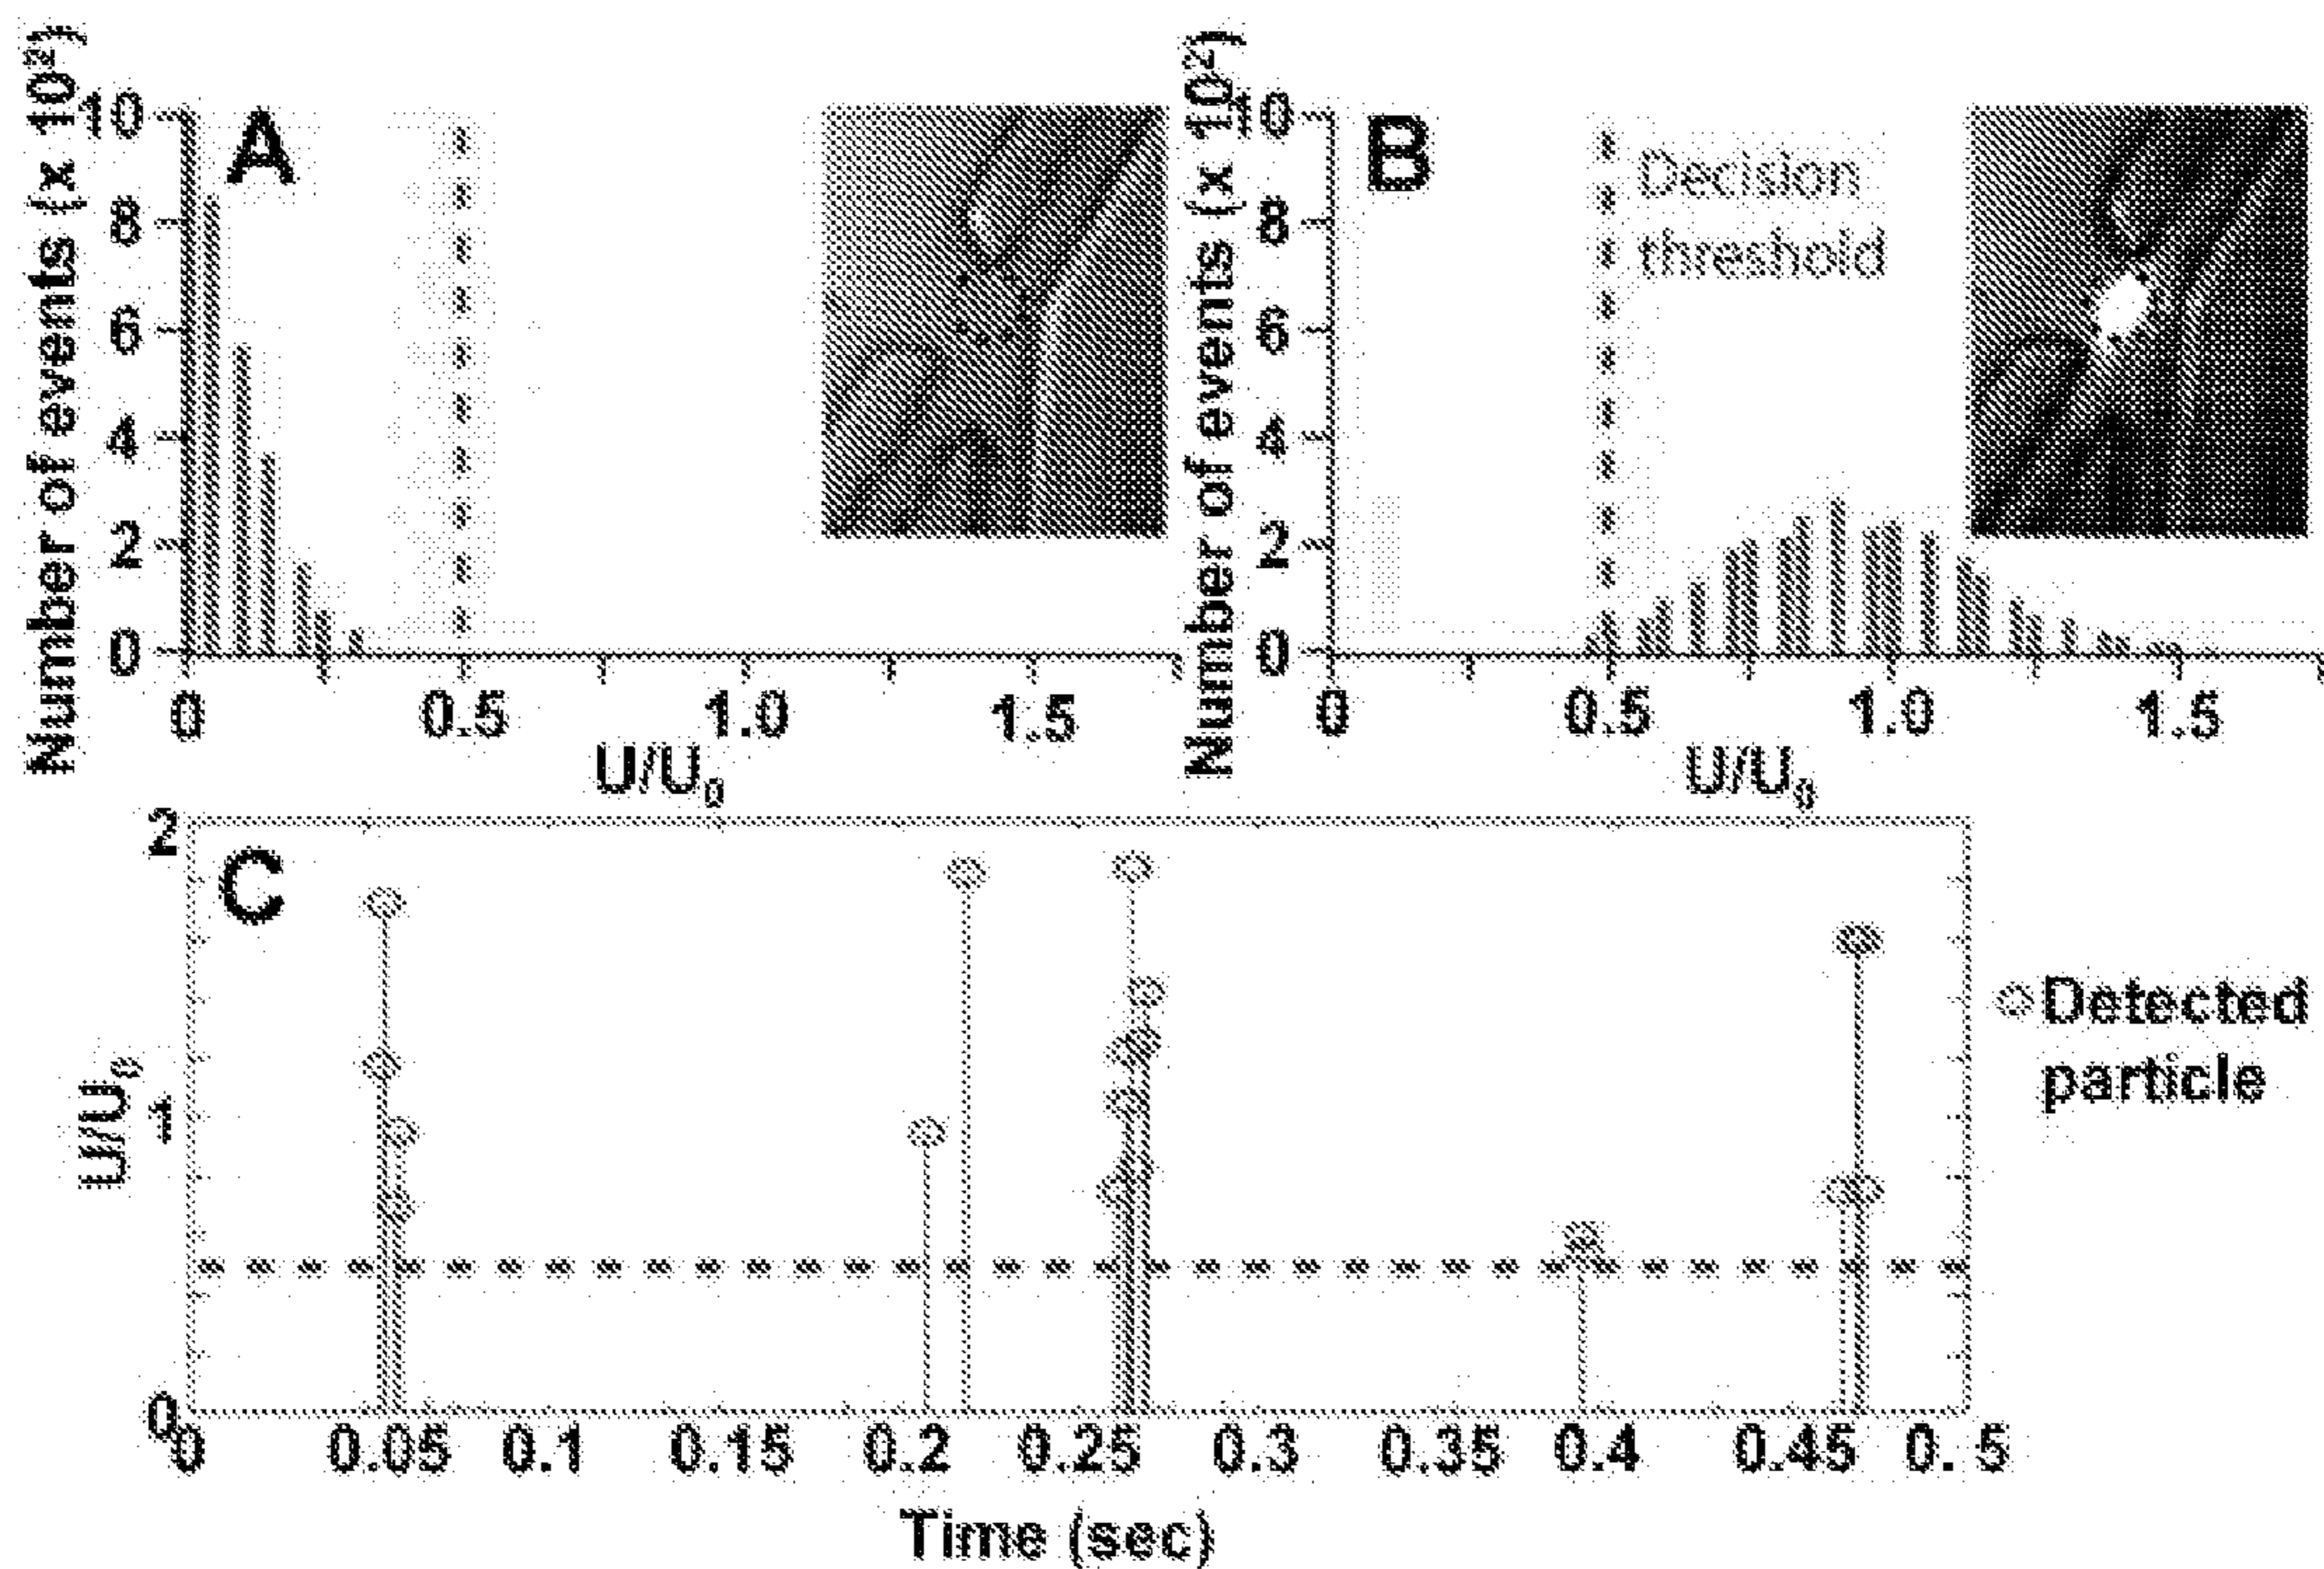 Number of events (x 10²)
A
10
8
6
4
2
0
0 0.5 1.0 1.5
U/U₀
Number of events (x 10²)
B
Decision
threshold
10
8
6
4
2
0
0 0.5 1.0 1.5
U/U₀
C
U/U₀
2
1
0
0 0.05 0.1 0.15 0.2 0.25 0.3 0.35 0.4 0.45 0.5
Time (sec)
Detected
particle